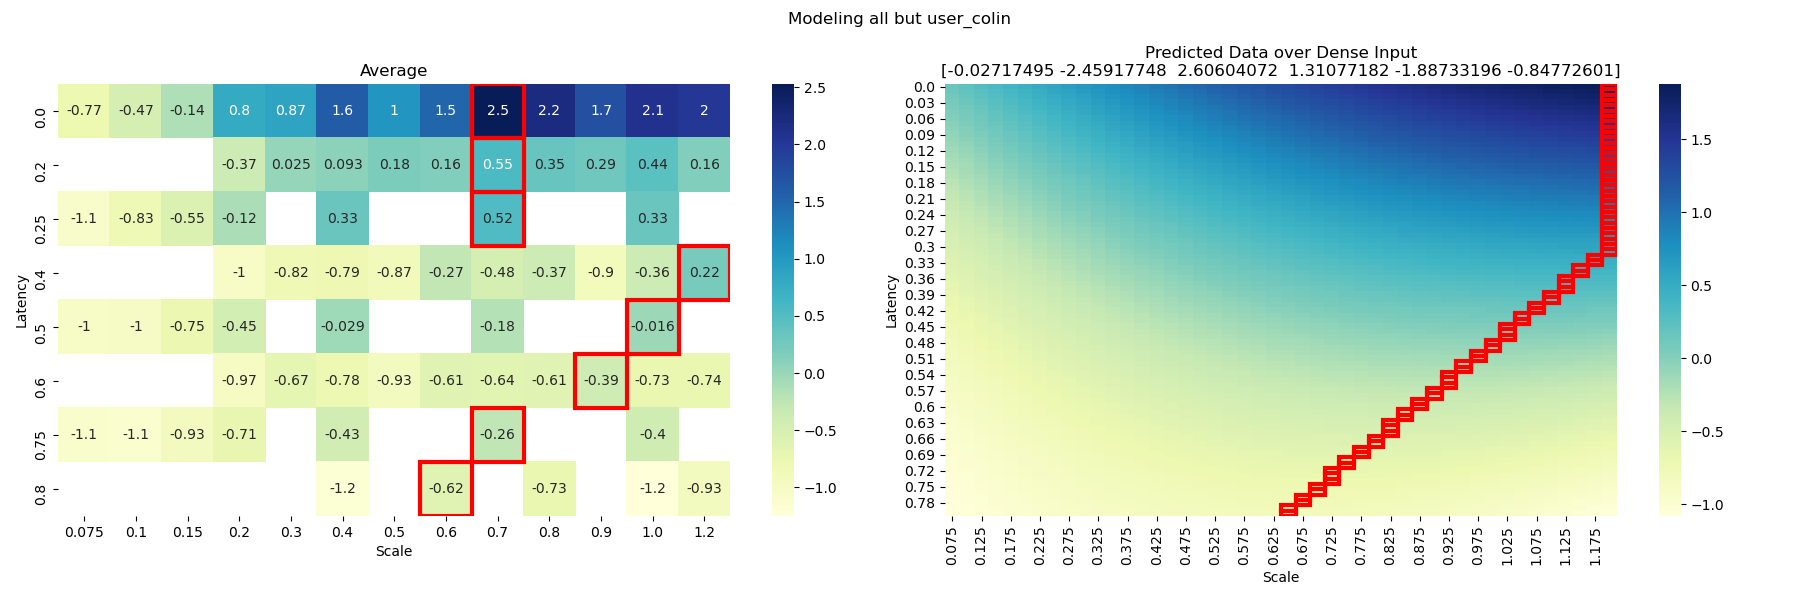 Modeling all but user_colin
Average
0.0 -0.77 -0.47 -0.14 0.8 0.87 1.6 1 1.5 2.5 2.2 1.7 2.1 2
0.2 -0.37 0.025 0.093 0.18 0.16 0.55 0.35 0.29 0.44 0.16
0.25 -1.1 -0.83 -0.55 -0.12 0.33 0.52 0.33
0.4 -1 -0.82 -0.79 -0.87 -0.27 -0.48 -0.37 -0.9 -0.36 0.22
0.5 -1 -1 -0.75 -0.45 -0.029 -0.18 -0.016
0.6 -0.97 -0.67 -0.78 -0.93 -0.61 -0.64 -0.61 -0.39 -0.73 -0.74
0.75 -1.1 -1.1 -0.93 -0.71 -0.43 -0.26 -0.4
0.8 -1.2 -0.62 -0.73 -1.2 -0.93
Latency
0.075 0.1 0.15 0.2 0.3 0.4 0.5 0.6 0.7 0.8 0.9 1.0 1.2
Scale
2.5
2.0
1.5
1.0
0.5
0.0
−0.5
−1.0
Predicted Data over Dense Input
[-0.02717495 -2.45917748  2.60604072  1.31077182 -1.88733196 -0.84772601]
0.0
0.03
0.06
0.09
0.12
0.15
0.18
0.21
0.24
0.27
0.3
0.33
0.36
0.39
0.42
0.45
0.48
0.51
0.54
0.57
0.6
0.63
0.66
0.69
0.72
0.75
0.78
Latency
0.075 0.125 0.175 0.225 0.275 0.325 0.375 0.425 0.475 0.525 0.575 0.625 0.675 0.725 0.775 0.825 0.875 0.925 0.975 1.025 1.075 1.125 1.175
Scale
1.5
1.0
0.5
0.0
−0.5
−1.0